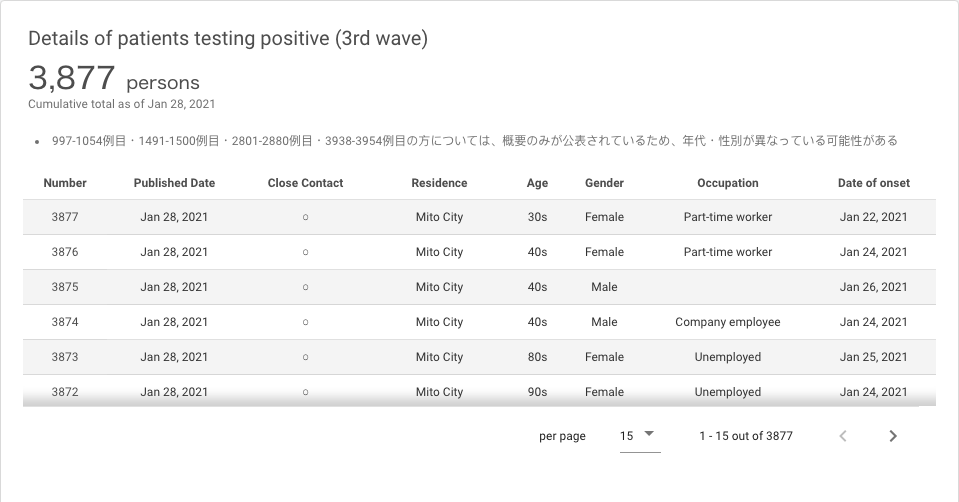 Details of patients testing positive (3rd wave)
3,877 persons
Cumulative total as of Jan 28, 2021
• 997-1054例目・1491-1500例目・2801-2880例目・3938-3954例目の方については、概要のみが公表されているため、年代・性別が異なっている可能性がある
Number Published Date Close Contact Residence Age Gender Occupation Date of onset
3877 Jan 28, 2021 ○ Mito City 30s Female Part-time worker Jan 22, 2021
3876 Jan 28, 2021 ○ Mito City 40s Female Part-time worker Jan 24, 2021
3875 Jan 28, 2021 ○ Mito City 40s Male Jan 26, 2021
3874 Jan 28, 2021 ○ Mito City 40s Male Company employee Jan 24, 2021
3873 Jan 28, 2021 ○ Mito City 80s Female Unemployed Jan 25, 2021
3872 Jan 28, 2021 ○ Mito City 90s Female Unemployed Jan 24, 2021
per page 15 1 - 15 out of 3877